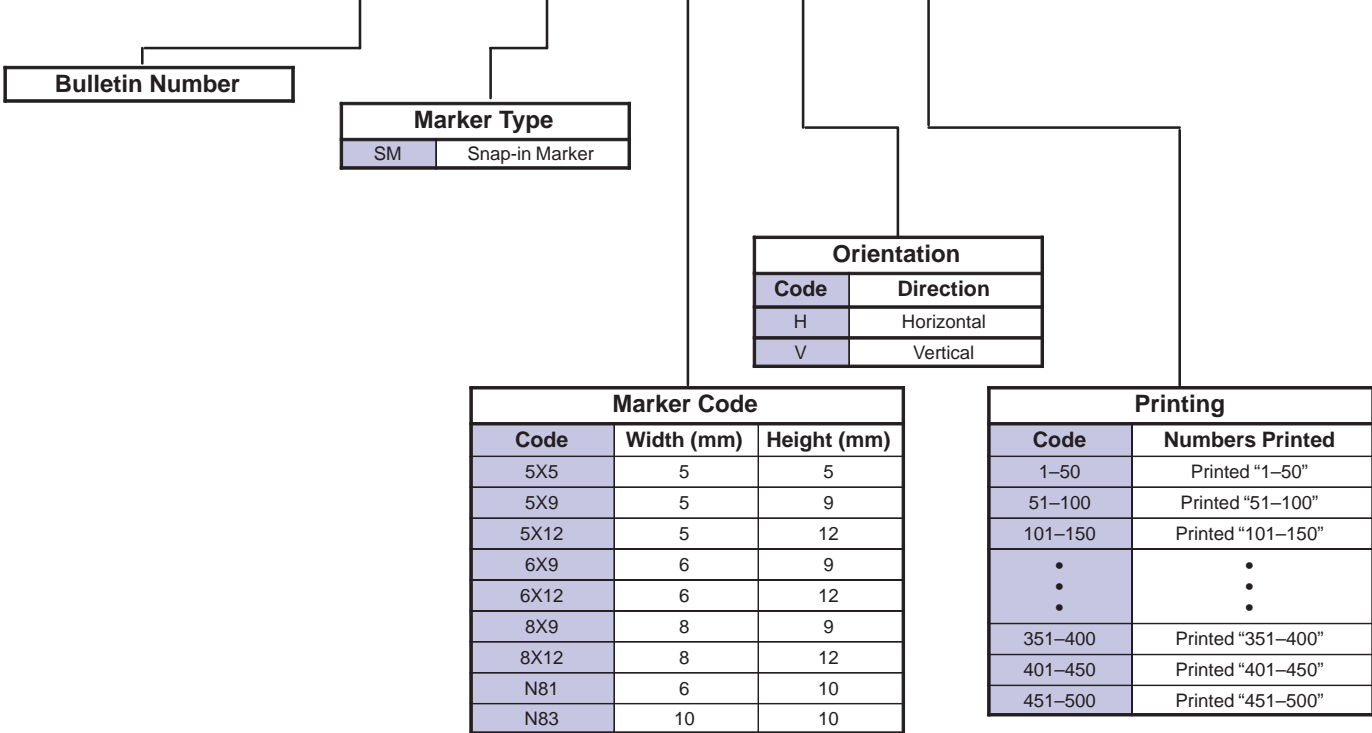 Bulletin Number
Marker Type
SM Snap-in Marker
Orientation
Code Direction
H Horizontal
V Vertical
Marker Code
Code Width (mm) Height (mm)
5X5 5 5
5X9 5 9
5X12 5 12
6X9 6 9
6X12 6 12
8X9 8 9
8X12 8 12
N81 6 10
N83 10 10
Printing
Code Numbers Printed
1–50 Printed “1–50”
51–100 Printed “51–100”
101–150 Printed “101–150”
• •
• •
• •
351–400 Printed “351–400”
401–450 Printed “401–450”
451–500 Printed “451–500”